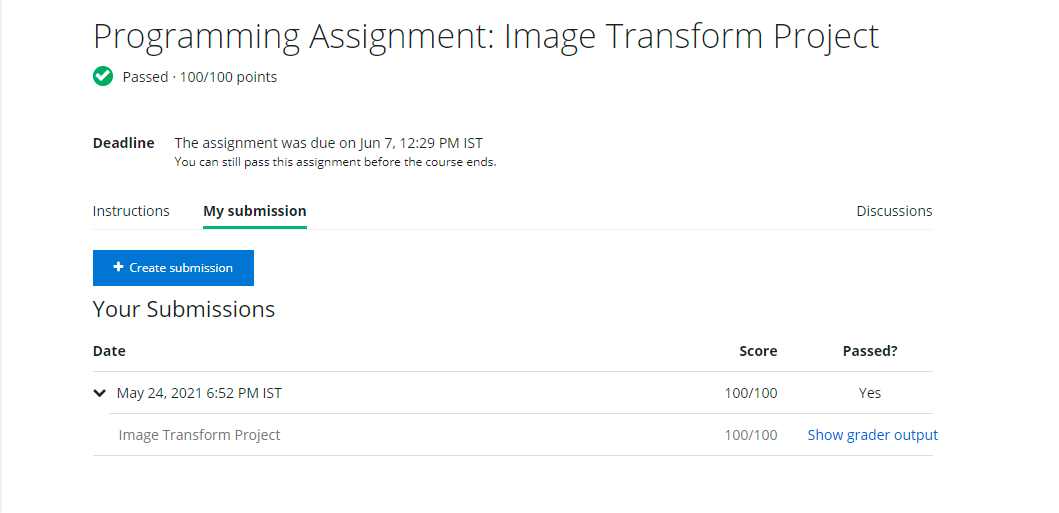 Programming Assignment: Image Transform Project
Passed · 100/100 points
Deadline The assignment was due on Jun 7, 12:29 PM IST
You can still pass this assignment before the course ends.
Instructions My submission Discussions
+ Create submission
Your Submissions
Date Score Passed?
May 24, 2021 6:52 PM IST 100/100 Yes
Image Transform Project 100/100 Show grader output